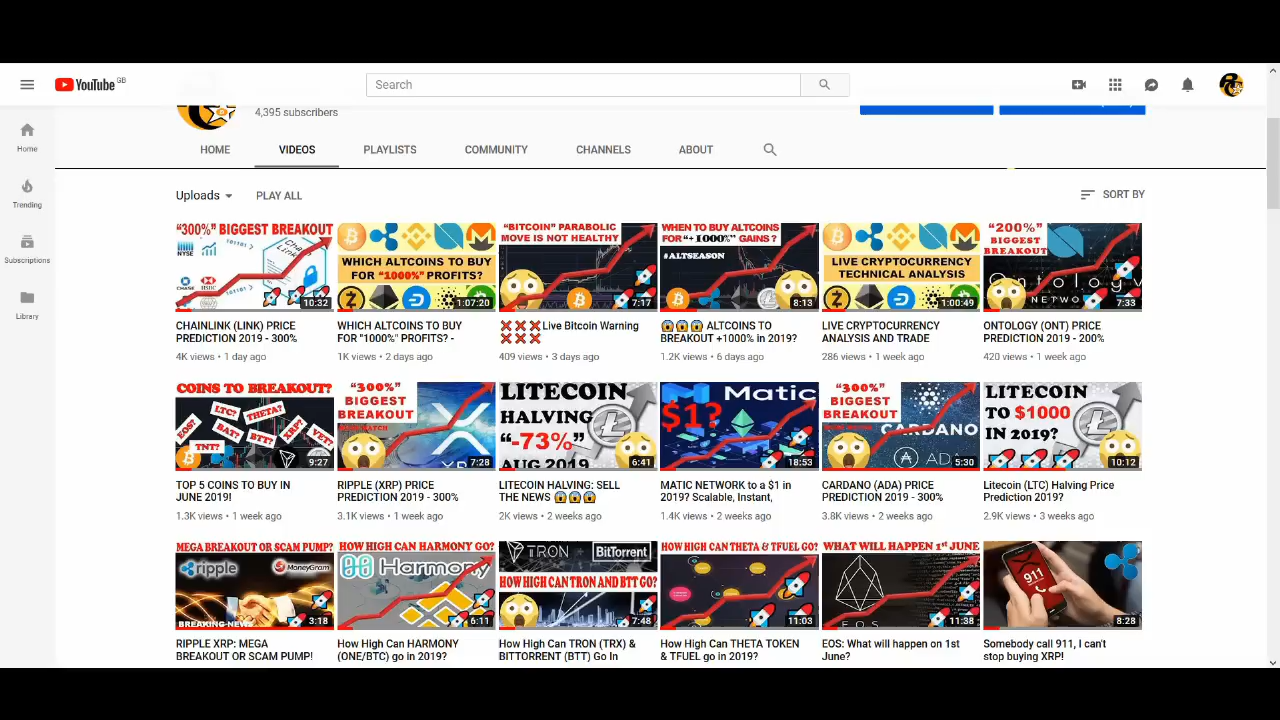 YouTube GB
Search
4,395 subscribers
HOME
VIDEOS
PLAYLISTS
COMMUNITY
CHANNELS
ABOUT
Home
Trending
Subscriptions
Library
Uploads
PLAY ALL
SORT BY
"300%" BIGGEST BREAKOUT
NYSE
Chain Link
CHASE
HSBC
10:32
CHAINLINK (LINK) PRICE
PREDICTION 2019 - 300%
4K views • 1 day ago
WHICH ALTCOINS TO BUY
FOR "1000%" PROFITS?
1:07:20
WHICH ALTCOINS TO BUY
FOR "1000%" PROFITS? -
1K views • 2 days ago
"BITCOIN" PARABOLIC
MOVE IS NOT HEALTHY
7:17
❌❌❌Live Bitcoin Warning
❌❌❌
409 views • 3 days ago
WHEN TO BUY ALTCOINS
FOR "+ 1000%" GAINS ?
#ALTSEASON
8:13
😱😱😱 ALTCOINS TO
BREAKOUT +1000% in 2019?
1.2K views • 6 days ago
LIVE CRYPTOCURRENCY
TECHNICAL ANALYSIS
1:00:49
LIVE CRYPTOCURRENCY
ANALYSIS AND TRADE
286 views • 1 week ago
"200%"
BIGGEST
BREAKOUT
Ontology
NETWORK
7:33
ONTOLOGY (ONT) PRICE
PREDICTION 2019 - 200%
420 views • 1 week ago
COINS TO BREAKOUT?
LTC?
THETA?
EOS?
BAT?
BTT?
XRP?
VET?
TNT?
9:27
TOP 5 COINS TO BUY IN
JUNE 2019!
1.3K views • 1 week ago
"300%"
BIGGEST
BREAKOUT
7:28
RIPPLE (XRP) PRICE
PREDICTION 2019 - 300%
3.1K views • 1 week ago
LITECOIN
HALVING
"-73%"
AUG 2019
6:41
LITECOIN HALVING: SELL
THE NEWS 😱😱😱
2K views • 2 weeks ago
Matic
$1?
18:53
MATIC NETWORK to a $1 in
2019? Scalable, Instant,
1.4K views • 2 weeks ago
"300%
BIGGEST
BREAKOUT
CARDANO
ADA
5:30
CARDANO (ADA) PRICE
PREDICTION 2019 - 300%
3.8K views • 2 weeks ago
LITECOIN
TO $1000
IN 2019?
10:12
Litecoin (LTC) Halving Price
Prediction 2019?
2.9K views • 3 weeks ago
MEGA BREAKOUT OR SCAM PUMP?
ripple
MoneyGram
BREAKING NEWS
3:18
RIPPLE XRP: MEGA
BREAKOUT OR SCAM PUMP!
HOW HIGH CAN HARMONY GO?
Harmony
6:11
How High Can HARMONY
(ONE/BTC) go in 2019?
TRON
BitTorrent
HOW HIGH CAN TRON AND BTT GO?
7:48
How High Can TRON (TRX) &
BITTORRENT (BTT) Go In
HOW HIGH CAN THETA & TFUEL GO?
11:03
How High Can THETA TOKEN
& TFUEL go in 2019?
WHAT WILL HAPPEN 1ST JUNE
EOS
11:38
EOS: What will happen on 1st
June?
911
8:28
Somebody call 911, I can't
stop buying XRP!